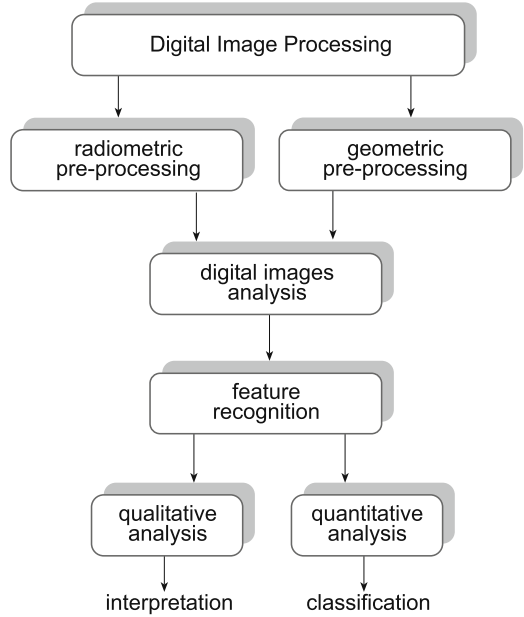 Digital Image Processing
radiometric
pre-processing
geometric
pre-processing
digital images
analysis
feature
recognition
qualitative
analysis
quantitative
analysis
interpretation
classification